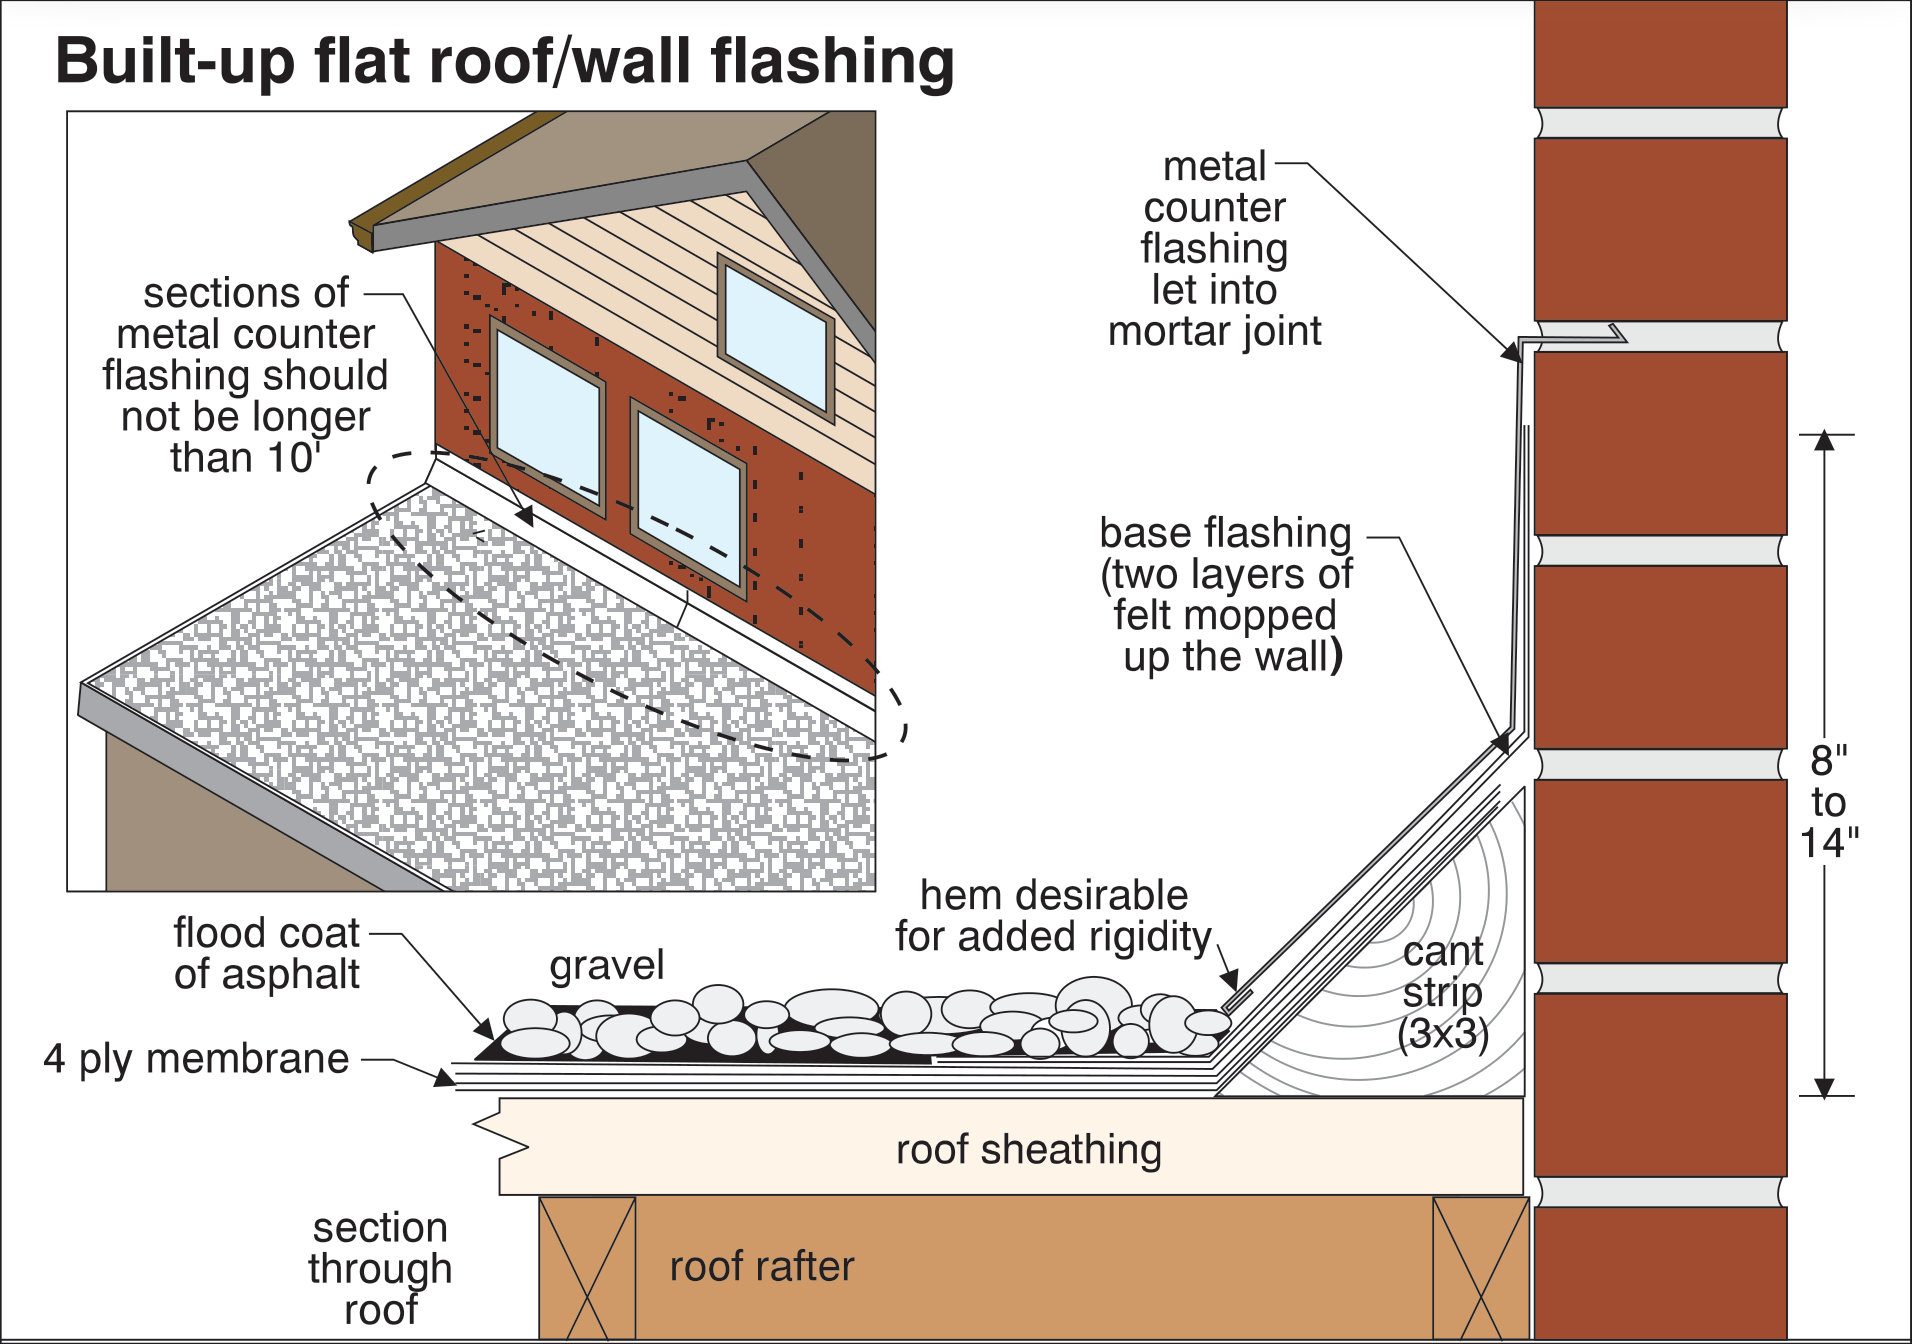 Built-up flat roof/wall flashing
sections of
metal counter
flashing should
not be longer
than 10'
metal
counter
flashing
let into
mortar joint
base flashing
(two layers of
felt mopped
up the wall)
8"
to
14"
hem desirable
for added rigidity
flood coat
of asphalt
gravel
cant
strip
(3x3)
4 ply membrane
roof sheathing
section
through
roof
roof rafter